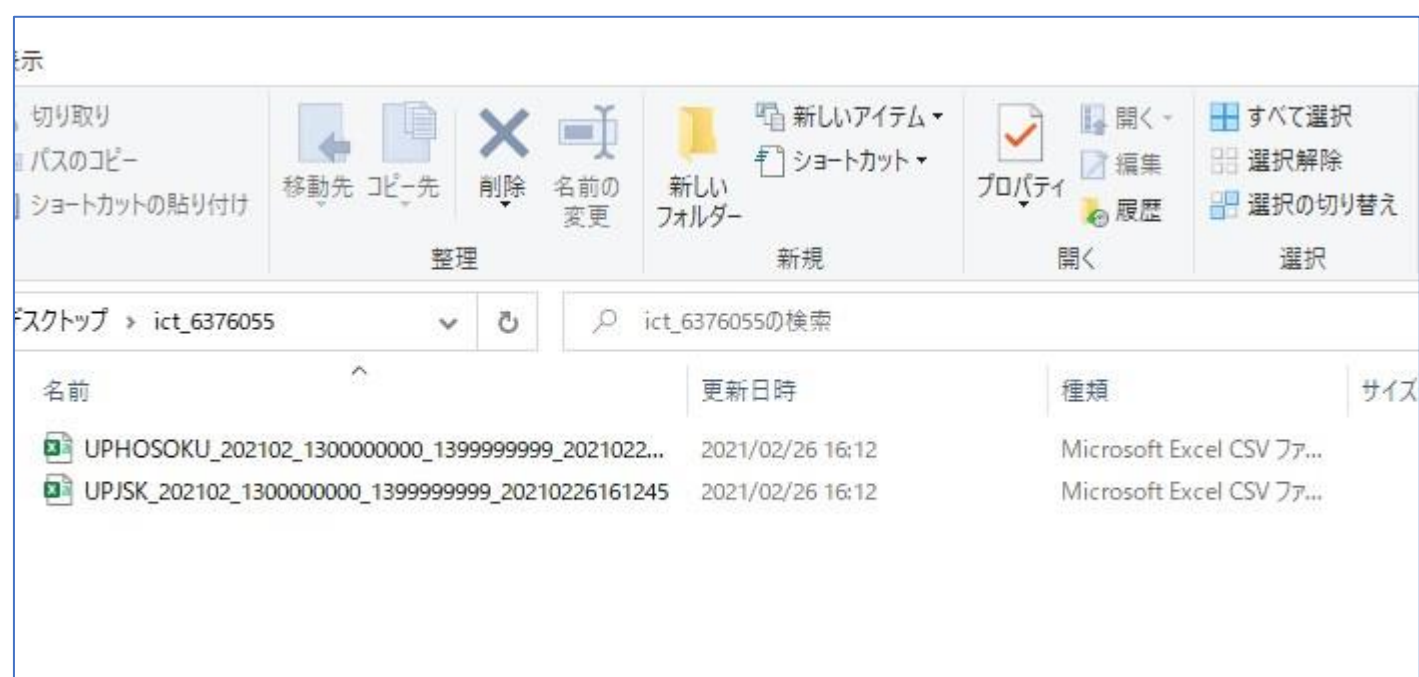 表示
切り取り
パスのコピー
ショートカットの貼り付け
移動先
コピー先
削除
名前の
変更
整理
新しい
フォルダー
新しいアイテム
ショートカット
新規
プロパティ
開く
編集
履歴
開く
すべて選択
選択解除
選択の切り替え
選択
デスクトップ › ict_6376055
ict_6376055の検索
名前 更新日時 種類 サイズ
UPHOSOKU_202102_1300000000_1399999999_2021022... 2021/02/26 16:12 Microsoft Excel CSV ファ...
UPJSK_202102_1300000000_1399999999_20210226161245 2021/02/26 16:12 Microsoft Excel CSV ファ...